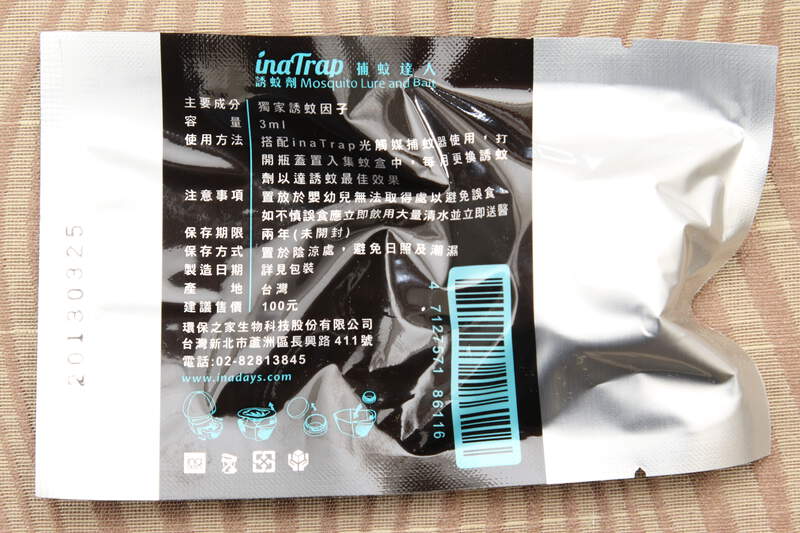 inaTrap 捕蚊達人
誘蚊劑 Mosquito Lure and Bait
主要成分 獨家誘蚊因子
容量 3ml
使用方法 搭配inaTrap光觸媒捕蚊器使用，打
開瓶蓋置入集蚊盒中，每月更換誘蚊
劑以達誘蚊最佳效果
注意事項 置放於嬰幼兒無法取得處以避免誤食，
如不慎誤食應立即飲用大量清水並立即送醫
保存期限 兩年(未開封)
保存方式 置於陰涼處，避免日照及潮濕
製造日期 詳見包裝
產地 台灣
建議售價 100元
環保之家生物科技股份有限公司
台灣新北市蘆洲區長興路411號
電話:02-82813845
www.inadays.com
4 712757186116
20130325